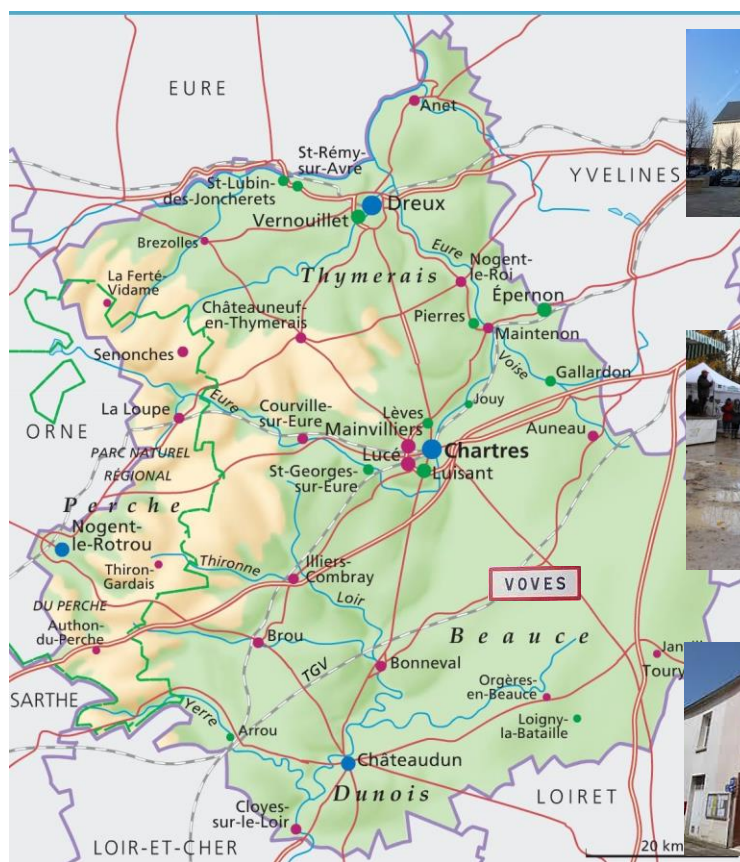 EURE
Anet
St-Rémy-
sur-Avre
St-Lubin-
des-Joncherets
YVELINES
Dreux
Vernouillet
Brezolles
Eure
Nogent-
le-Roi
Thymerais
La Ferté-
Vidame
Épernon
Châteauneuf-
en-Thymerais
Pierres
Maintenon
Senonches
Voise
Gallardon
La Loupe
Eure
Courville-
sur-Eure
Jouy
Lèves
Mainvilliers
Auneau
ORNE
Chartres
Lucé
PARC NATUREL
RÉGIONAL
St-Georges-
sur-Eure
Luisant
Perche
Nogent-
le-Rotrou
Thironne
Thiron-
Gardais
Illiers-
Combray
VOVES
Loir
DU PERCHE
Authon-
du-Perche
Brou
Beauce
TGV
Bonneval
Toury
Orgères-
en-Beauce
SARTHE
Yerre
Arrou
Loigny-
la-Bataille
Châteaudun
Dunois
LOIRET
Cloyes-
sur-le-Loir
LOIR-ET-CHER
20 km